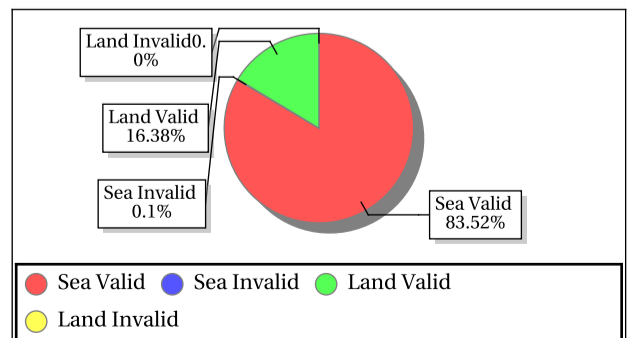 Land Invalid0.
0%
Land Valid
16.38%
Sea Invalid
0.1%
Sea Valid
83.52%
Sea Valid Sea Invalid Land Valid
Land Invalid